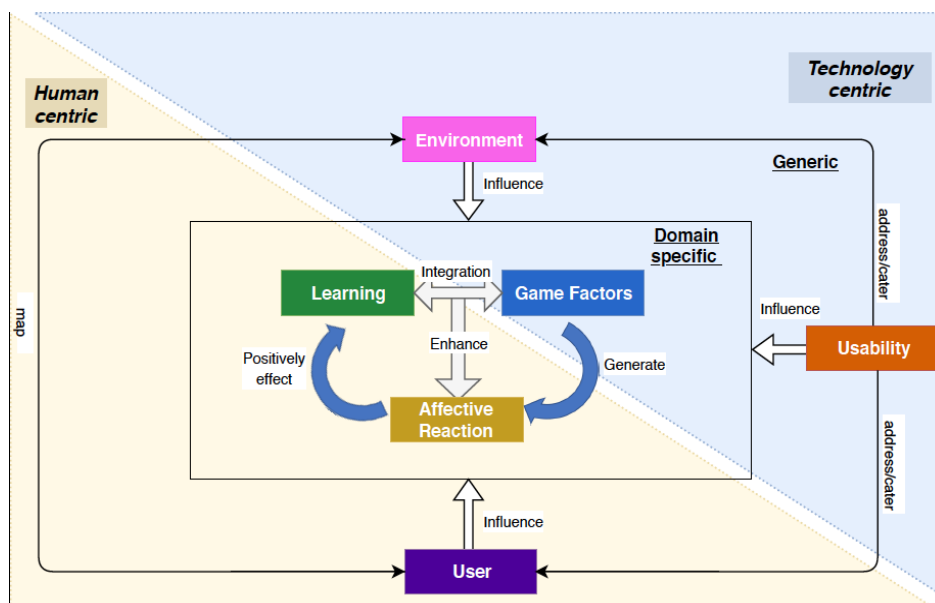 Human
centric
Technology
centric
Environment
Generic
Influence
address/cater
Domain
specific
Integration
Learning
Game Factors
Influence
map
Enhance
Usability
Positively
effect
Generate
Affective
Reaction
address/cater
Influence
User